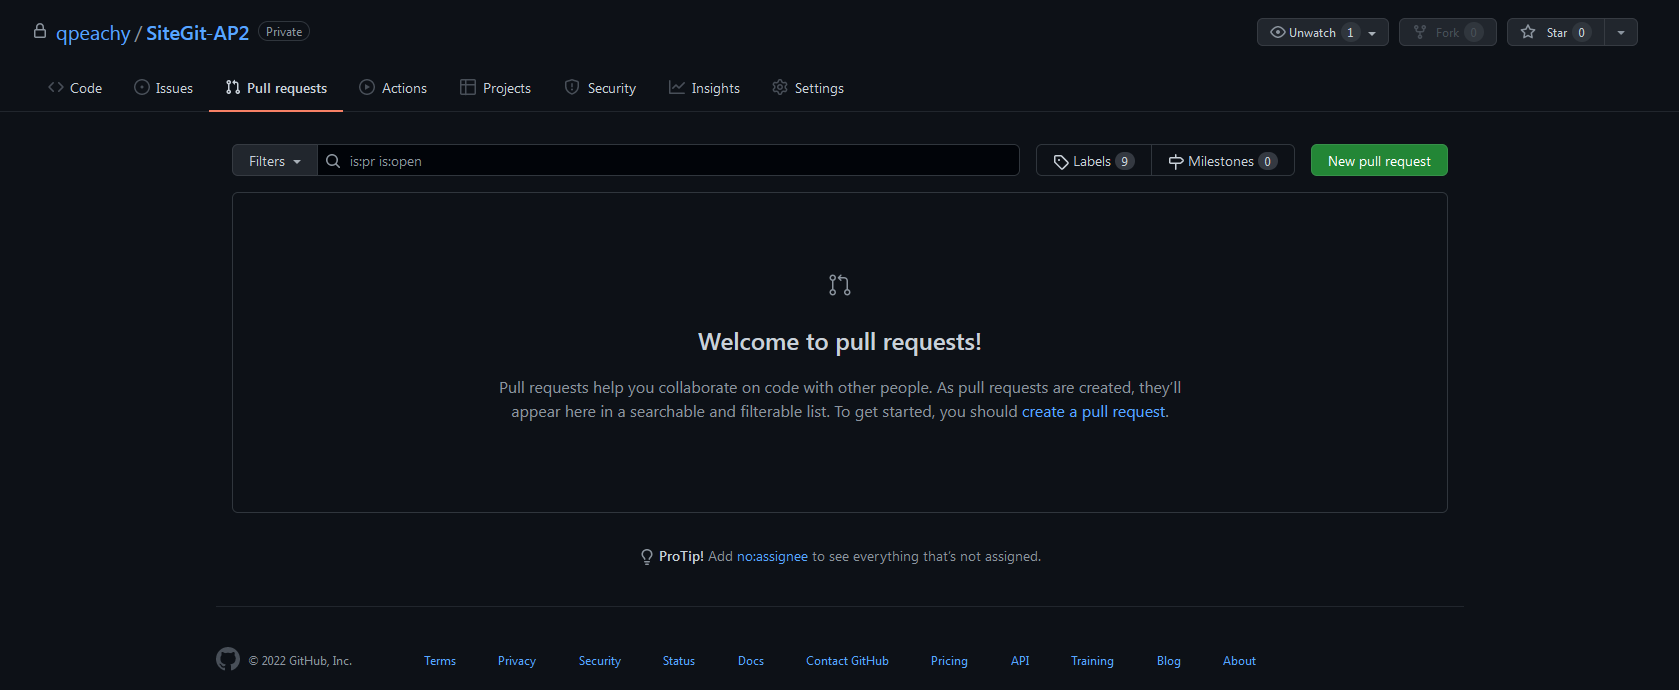 qpeachy / SiteGit-AP2 Private
Unwatch 1 Fork 0 Star 0
Code Issues Pull requests Actions Projects Security Insights Settings
Filters is:pr is:open Labels 9 Milestones 0 New pull request
Welcome to pull requests!
Pull requests help you collaborate on code with other people. As pull requests are created, they’ll
appear here in a searchable and filterable list. To get started, you should create a pull request.
ProTip! Add no:assignee to see everything that’s not assigned.
© 2022 GitHub, Inc. Terms Privacy Security Status Docs Contact GitHub Pricing API Training Blog About